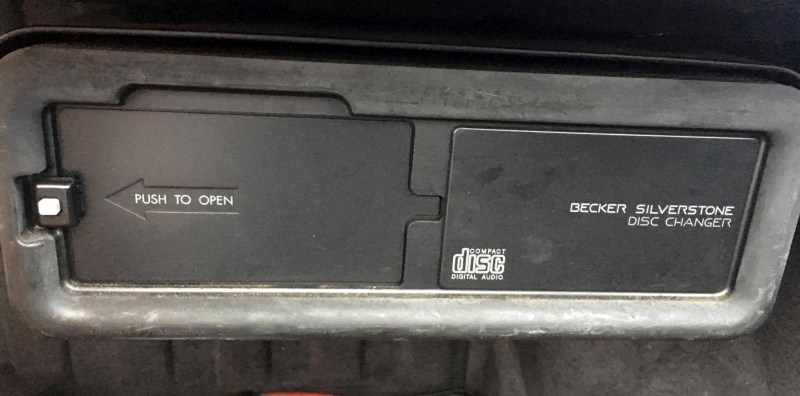 PUSH TO OPEN
BECKER SILVERSTONE
DISC CHANGER
COMPACT
disc
DIGITAL AUDIO